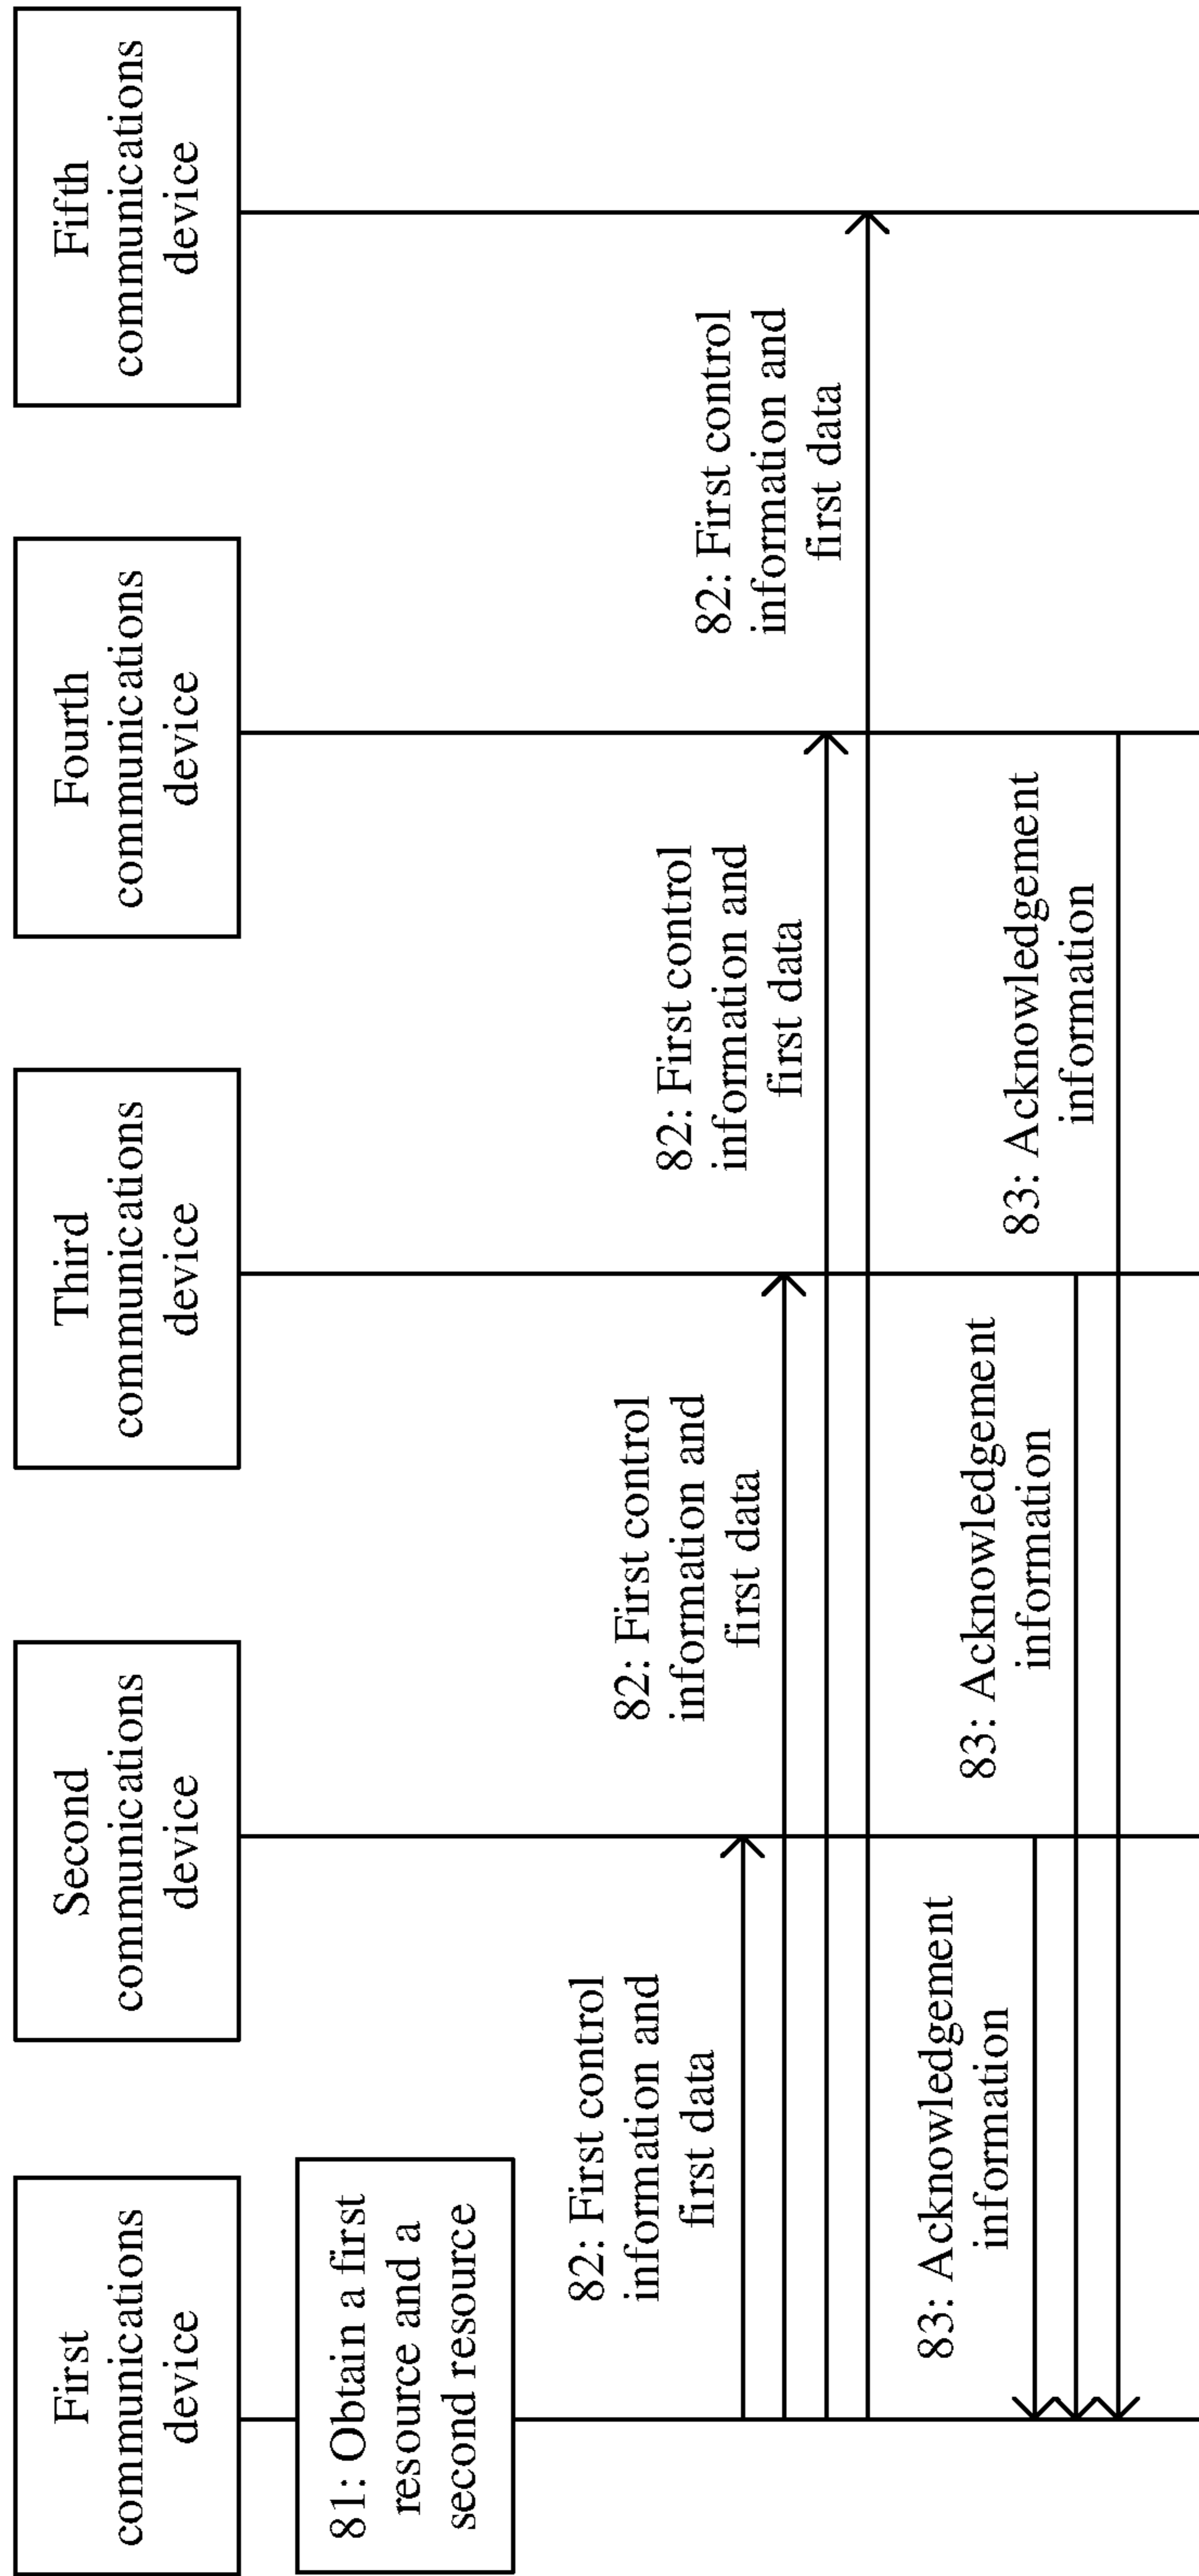 First
communications
device
Second
communications
device
Third
communications
device
Fourth
communications
device
Fifth
communications
device
81: Obtain a first
resource and a
second resource
82: First control
information and
first data
82: First control
information and
first data
82: First control
information and
first data
82: First control
information and
first data
83: Acknowledgement
information
83: Acknowledgement
information
83: Acknowledgement
information